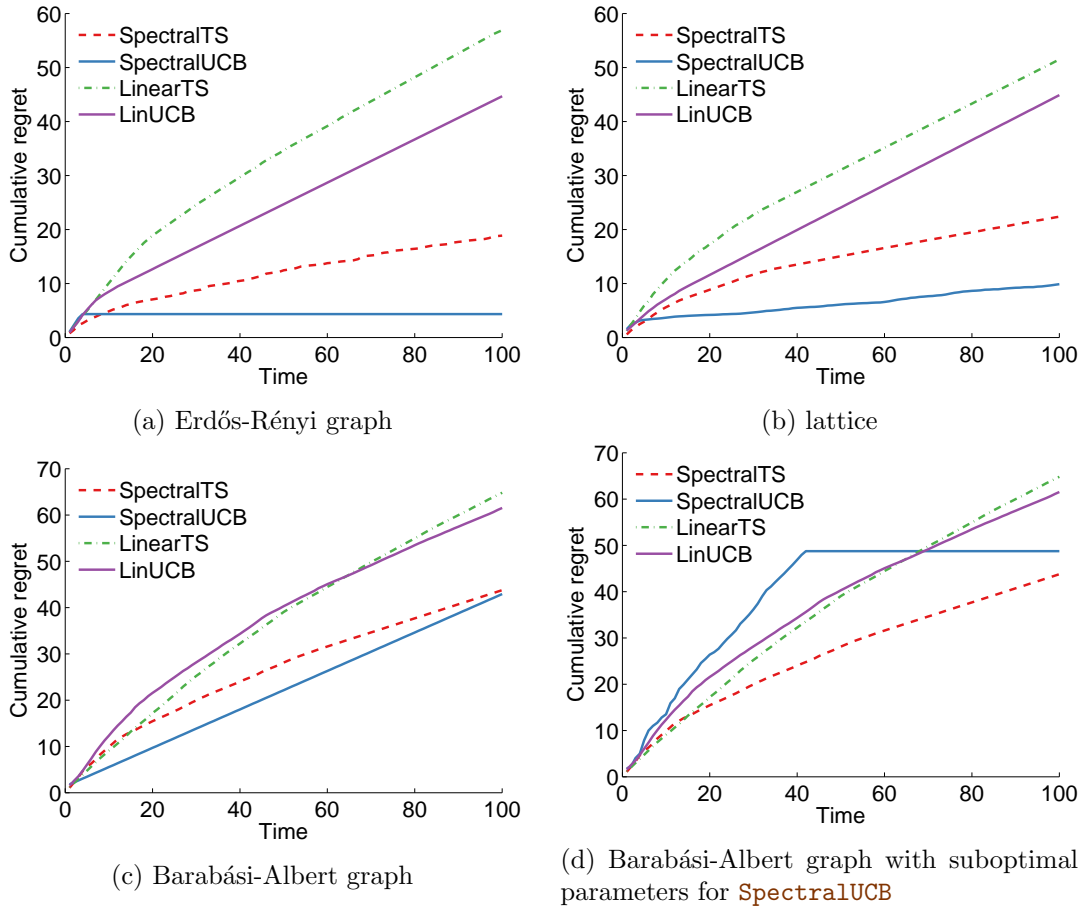 60
50
40
30
20
10
0
Cumulative regret
SpectralTS
SpectralUCB
LinearTS
LinUCB
0 20 40 60 80 100
Time
(a) Erdős-Rényi graph
60
50
40
30
20
10
0
Cumulative regret
SpectralTS
SpectralUCB
LinearTS
LinUCB
0 20 40 60 80 100
Time
(b) lattice
70
60
50
40
30
20
10
0
Cumulative regret
SpectralTS
SpectralUCB
LinearTS
LinUCB
0 20 40 60 80 100
Time
(c) Barabási-Albert graph
70
60
50
40
30
20
10
0
Cumulative regret
SpectralTS
SpectralUCB
LinearTS
LinUCB
0 20 40 60 80 100
Time
(d) Barabási-Albert graph with suboptimal
parameters for SpectralUCB